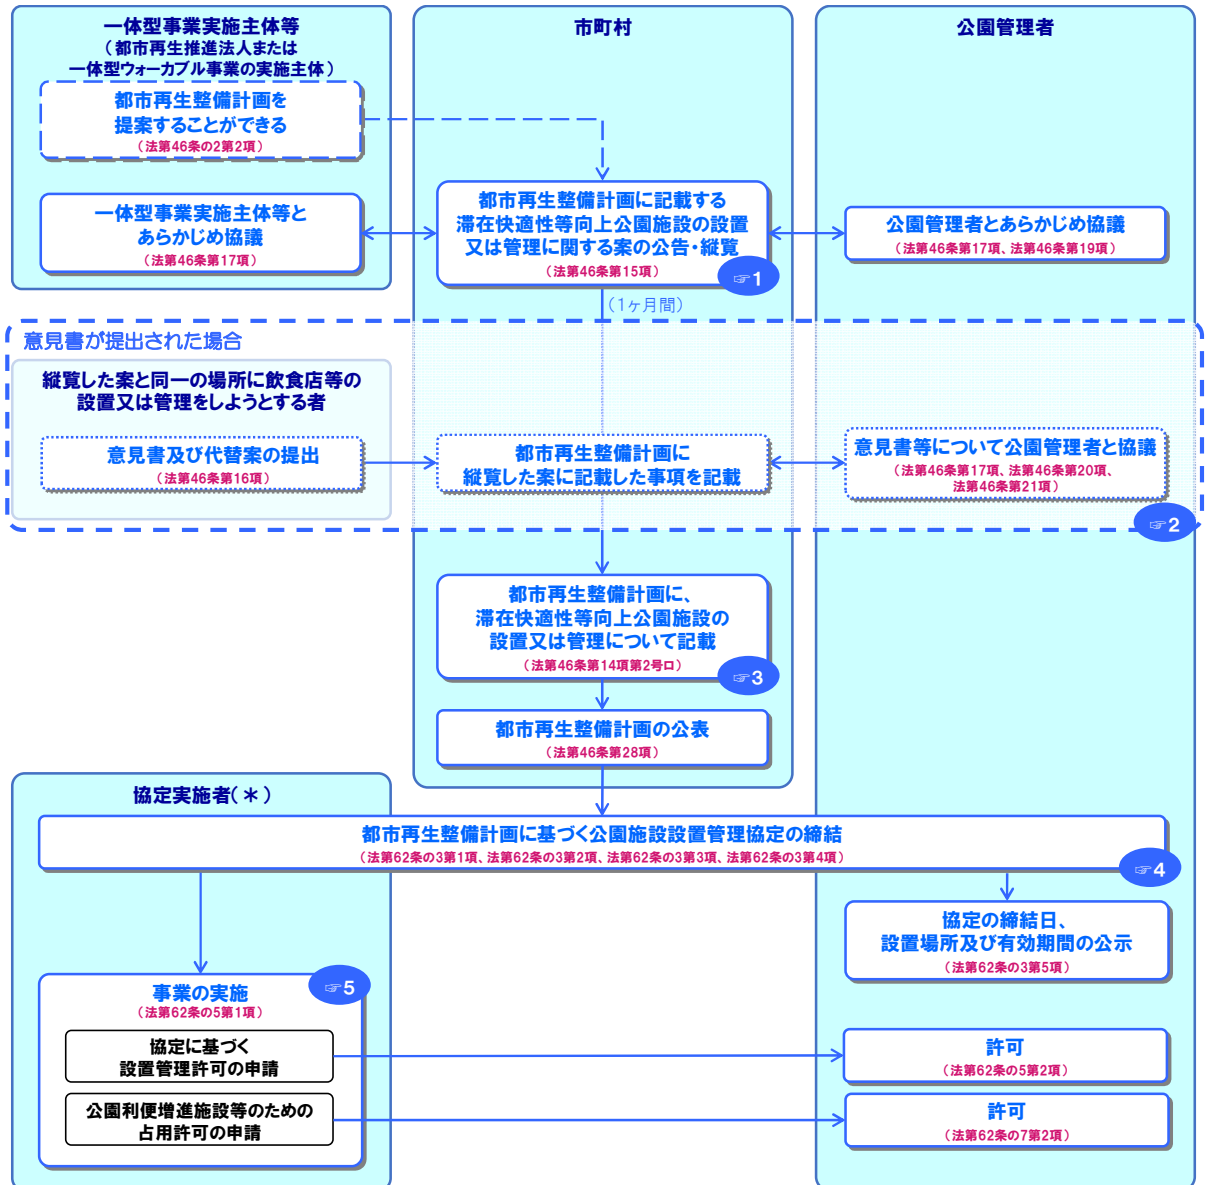 一体型事業実施主体等
（都市再生推進法人または
一体型ウォーカブル事業の実施主体）
都市再生整備計画を
提案することができる
（法第46条の2第2項）
一体型事業実施主体等と
あらかじめ協議
（法第46条第17項）
市町村
都市再生整備計画に記載する
滞在快適性等向上公園施設の設置
又は管理に関する案の公告・縦覧
（法第46条第15項）
☞1
（1ヶ月間）
公園管理者
公園管理者とあらかじめ協議
（法第46条第17項、法第46条第19項）
意見書が提出された場合
縦覧した案と同一の場所に飲食店等の
設置又は管理をしようとする者
意見書及び代替案の提出
（法第46条第16項）
都市再生整備計画に
縦覧した案に記載した事項を記載
意見書等について公園管理者と協議
（法第46条第17項、法第46条第20項、
法第46条第21項）
☞2
都市再生整備計画に、
滞在快適性等向上公園施設の
設置又は管理について記載
（法第46条第14項第2号ロ）
☞3
都市再生整備計画の公表
（法第46条第28項）
協定実施者（＊）
都市再生整備計画に基づく公園施設設置管理協定の締結
（法第62条の3第1項、法第62条の3第2項、法第62条の3第3項、法第62条の3第4項）
☞4
協定の締結日、
設置場所及び有効期間の公示
（法第62条の3第5項）
☞5
事業の実施
（法第62条の5第1項）
協定に基づく
設置管理許可の申請
許可
（法第62条の5第2項）
公園利便増進施設等のための
占用許可の申請
許可
（法第62条の7第2項）